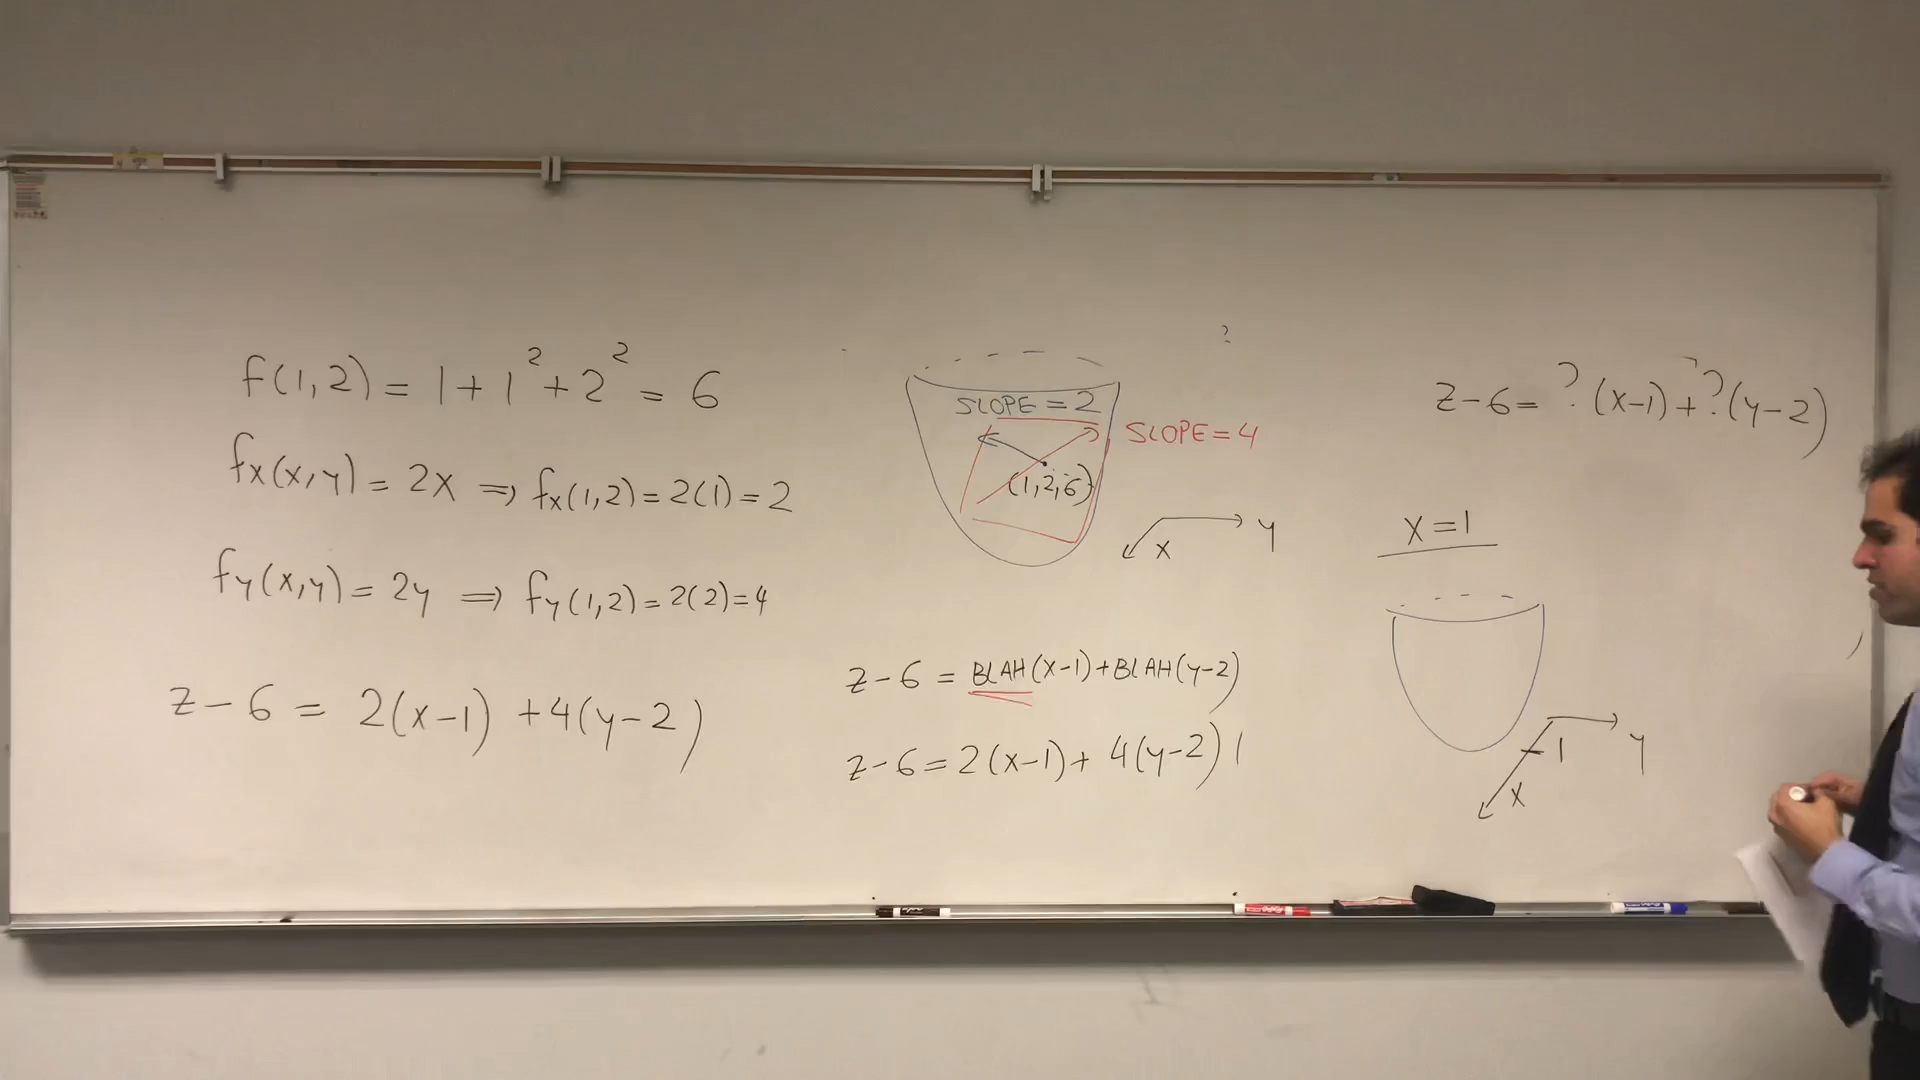 f(1,2) = 1+1²+2² = 6
fx(x,y) = 2x ⇒ fx(1,2)=2(1)=2
fy(x,y) = 2y ⇒ fy(1,2)=2(2)=4
z-6 = 2(x-1) +4(y-2)
?
SLOPE=2
SLOPE=4
(1,2,6)
y
x
z-6 = BLAH(x-1)+BLAH(y-2)
z-6=2(x-1)+ 4(y-2)
z-6= ?(x-1)+?(y-2)
x=1
1
y
x